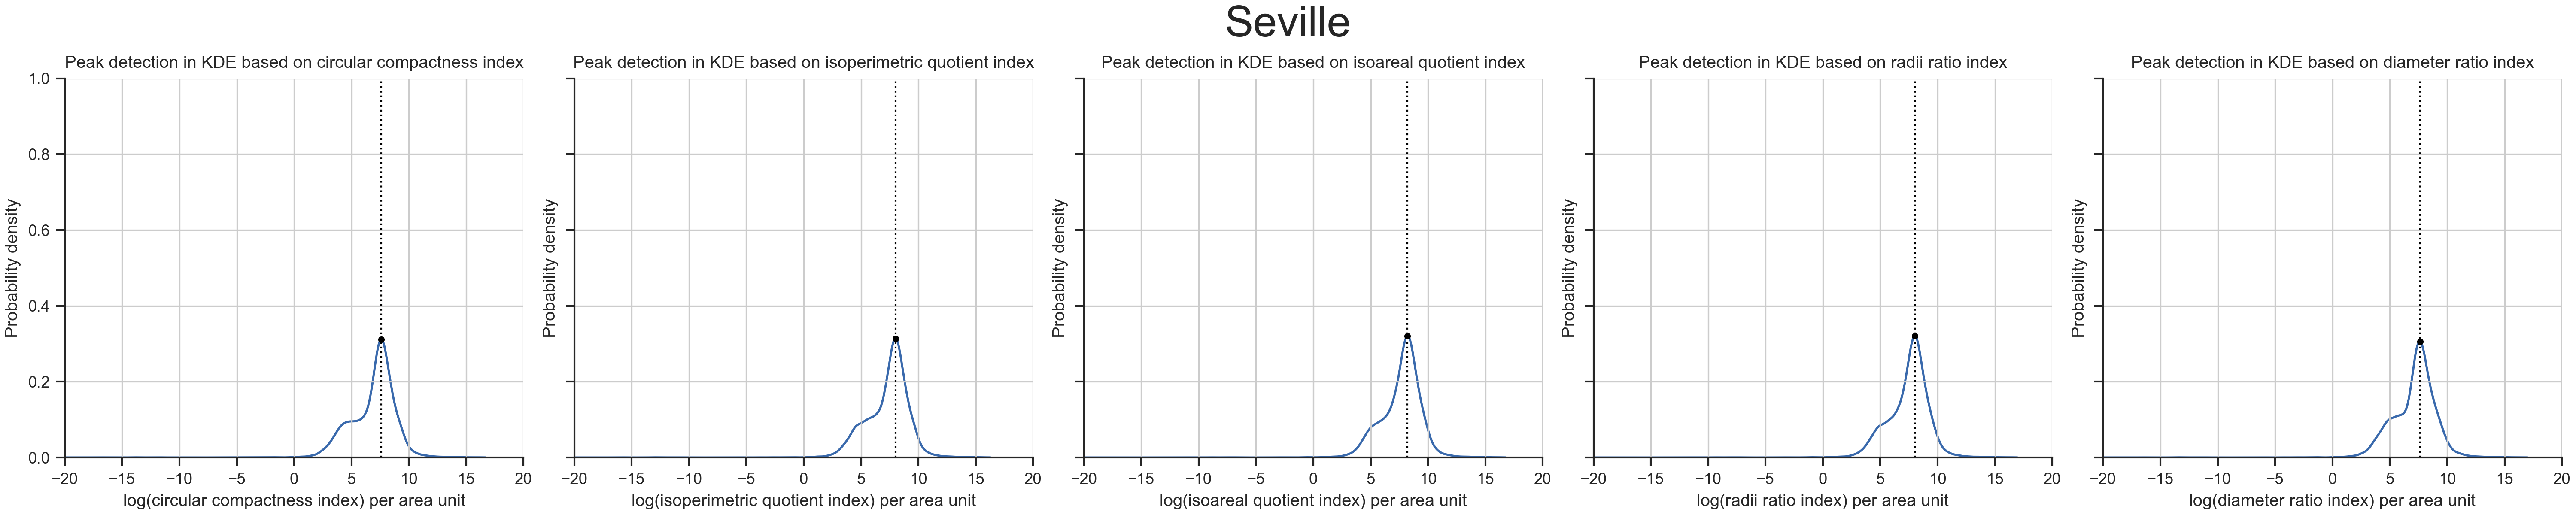 Seville
Peak detection in KDE based on circular compactness index
Probability density
1.0
0.8
0.6
0.4
0.2
0.0
−20 −15 −10 −5 0 5 10 15 20
log(circular compactness index) per area unit
Peak detection in KDE based on isoperimetric quotient index
Probability density
−20 −15 −10 −5 0 5 10 15 20
log(isoperimetric quotient index) per area unit
Peak detection in KDE based on isoareal quotient index
Probability density
−20 −15 −10 −5 0 5 10 15 20
log(isoareal quotient index) per area unit
Peak detection in KDE based on radii ratio index
Probability density
−20 −15 −10 −5 0 5 10 15 20
log(radii ratio index) per area unit
Peak detection in KDE based on diameter ratio index
Probability density
−20 −15 −10 −5 0 5 10 15 20
log(diameter ratio index) per area unit